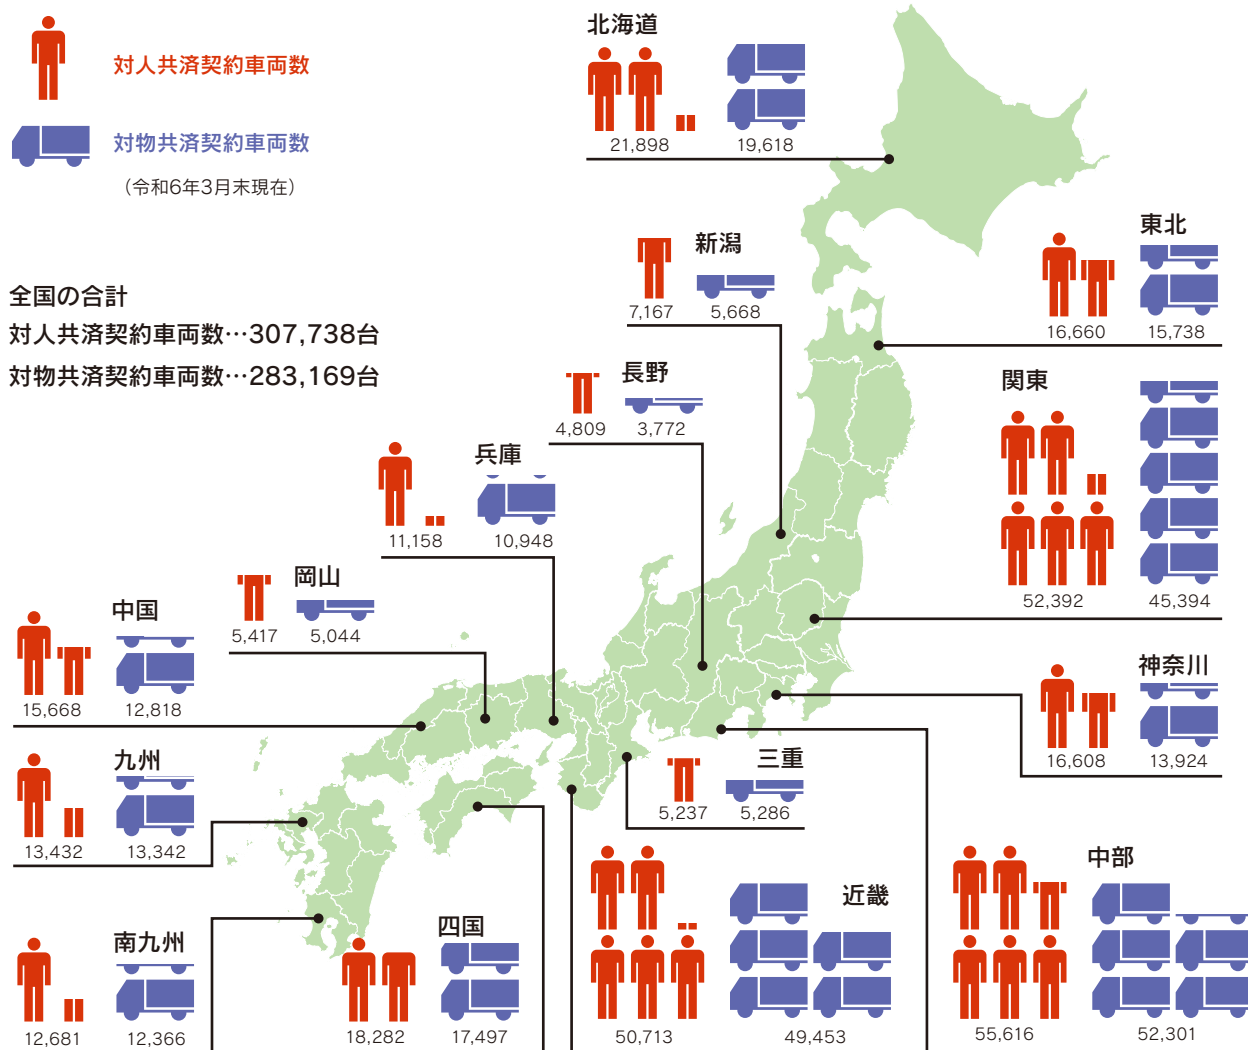 対人共済契約車両数
対物共済契約車両数
（令和6年3月末現在）
全国の合計
対人共済契約車両数…307,738台
対物共済契約車両数…283,169台
北海道
21,898 19,618
新潟
7,167 5,668
東北
16,660 15,738
長野
4,809 3,772
関東
52,392 45,394
兵庫
11,158 10,948
岡山
5,417 5,044
中国
15,668 12,818
神奈川
16,608 13,924
九州
13,432 13,342
三重
5,237 5,286
南九州
12,681 12,366
四国
18,282 17,497
近畿
50,713 49,453
中部
55,616 52,301